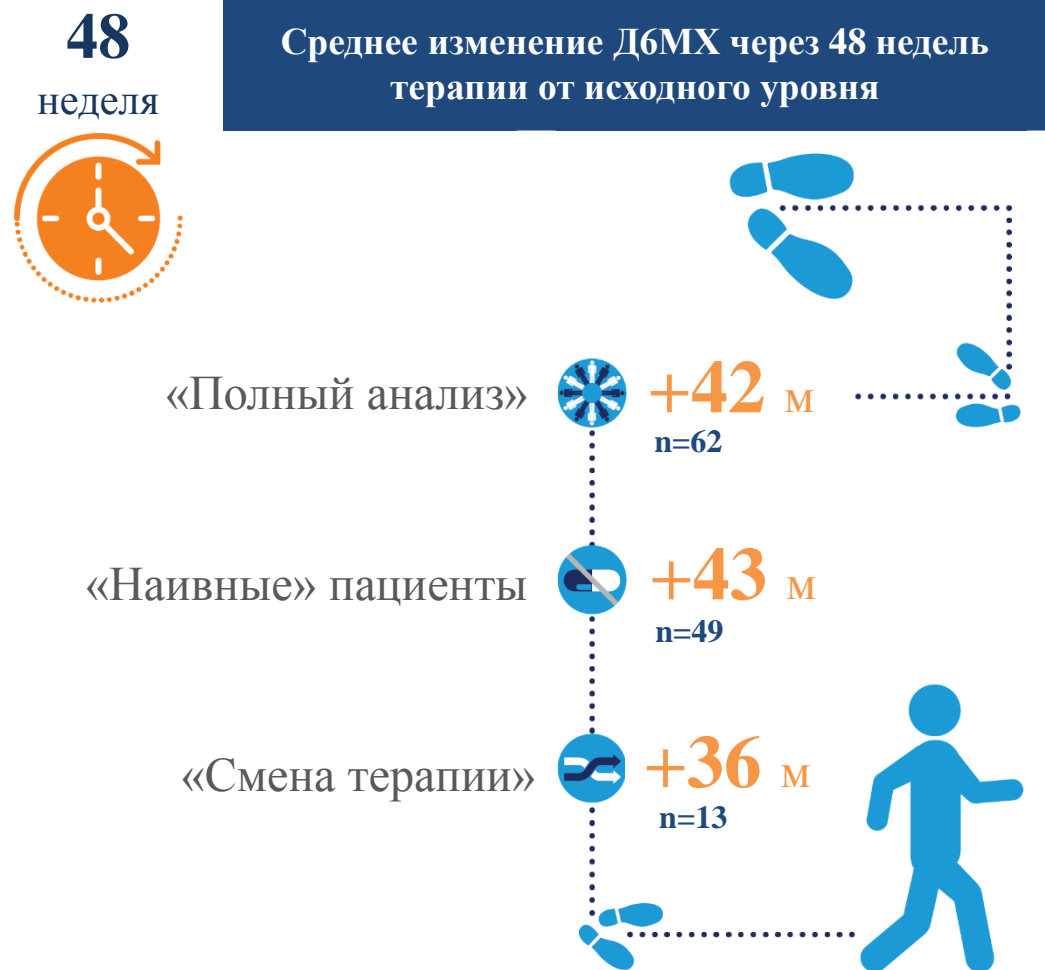 48
неделя
Среднее изменение Д6МХ через 48 недель
терапии от исходного уровня
«Полный анализ»
+42 м
n=62
«Наивные» пациенты
+43 м
n=49
«Смена терапии»
+36 м
n=13